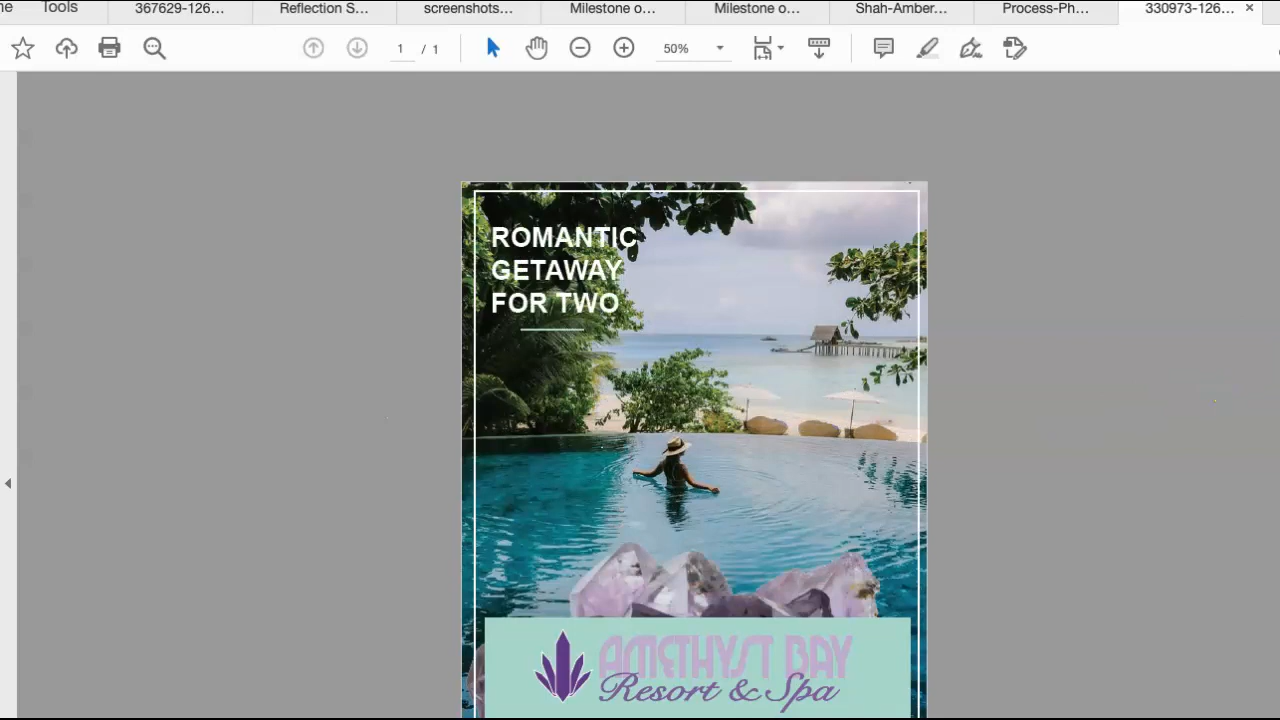 Tools
367629-126...
Reflection S...
screenshots...
Milestone o...
Milestone o...
Shah-Amber...
Process-Ph...
330973-126... ×
1 / 1
50%
ROMANTIC
GETAWAY
FOR TWO
AMETHYST BAY
Resort & Spa